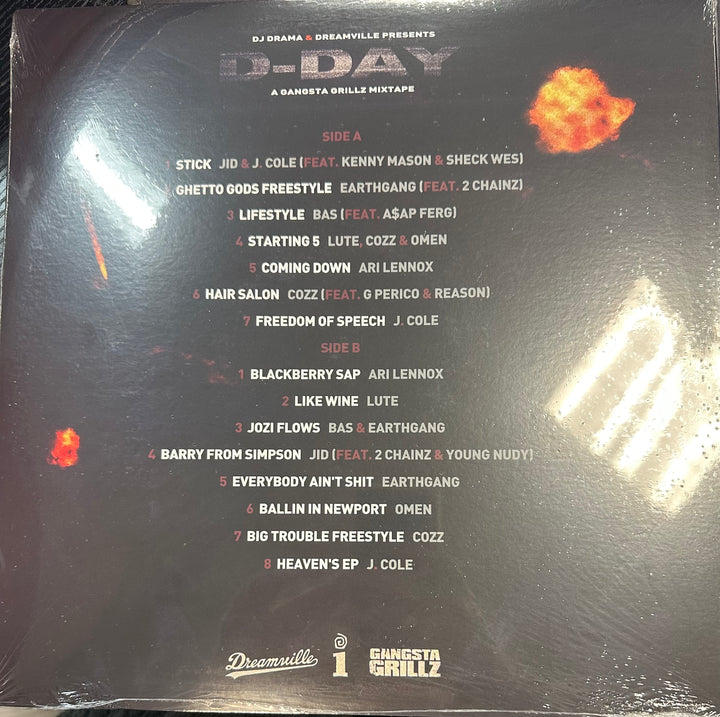 DJ DRAMA & DREAMVILLE PRESENTS
D-DAY
A GANGSTA GRILLZ MIXTAPE
SIDE A
1 STICK JID & J. COLE (FEAT. KENNY MASON & SHECK WES)
GHETTO GODS FREESTYLE EARTHGANG (FEAT. 2 CHAINZ)
3 LIFESTYLE BAS (FEAT. A$AP FERG)
4 STARTING 5 LUTE, COZZ & OMEN
5 COMING DOWN ARI LENNOX
6 HAIR SALON COZZ (FEAT. G PERICO & REASON)
7 FREEDOM OF SPEECH J. COLE
SIDE B
1 BLACKBERRY SAP ARI LENNOX
2 LIKE WINE LUTE
3 JOZI FLOWS BAS & EARTHGANG
4 BARRY FROM SIMPSON JID (FEAT. 2 CHAINZ & YOUNG NUDY)
5 EVERYBODY AIN'T SHIT EARTHGANG
6 BALLIN IN NEWPORT OMEN
7 BIG TROUBLE FREESTYLE COZZ
8 HEAVEN'S EP J. COLE
Dreamville i GANGSTA
GRILLZ